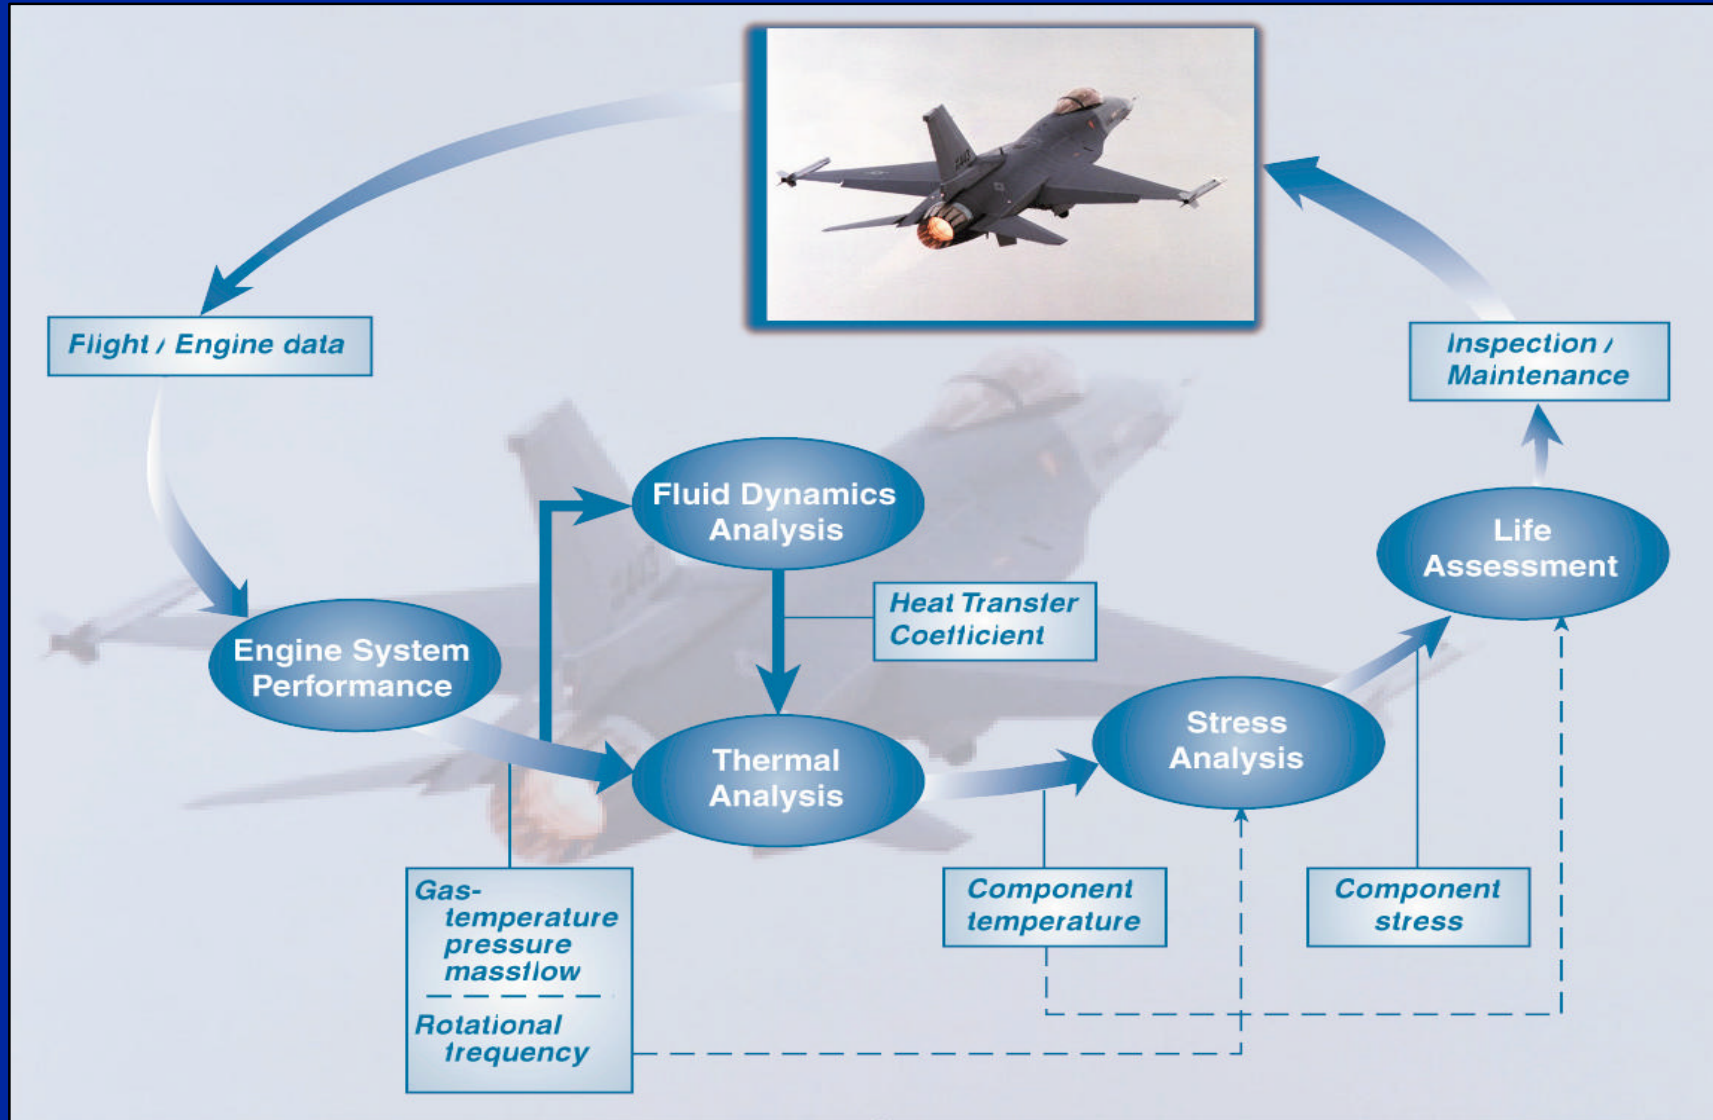 Flight / Engine data
Inspection /
Maintenance
Fluid Dynamics
Analysis
Life
Assessment
Heat Transfer
Coefficient
Engine System
Performance
Stress
Analysis
Thermal
Analysis
Gas-
temperature
pressure
massflow
Rotational
frequency
Component
temperature
Component
stress